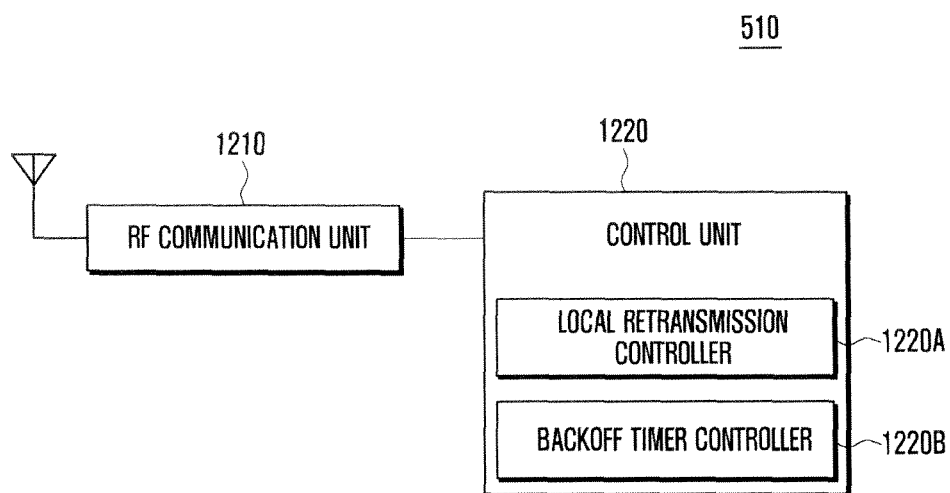 510
1210
1220
RF COMMUNICATION UNIT
CONTROL UNIT
LOCAL RETRANSMISSION
CONTROLLER
1220A
BACKOFF TIMER CONTROLLER
1220B